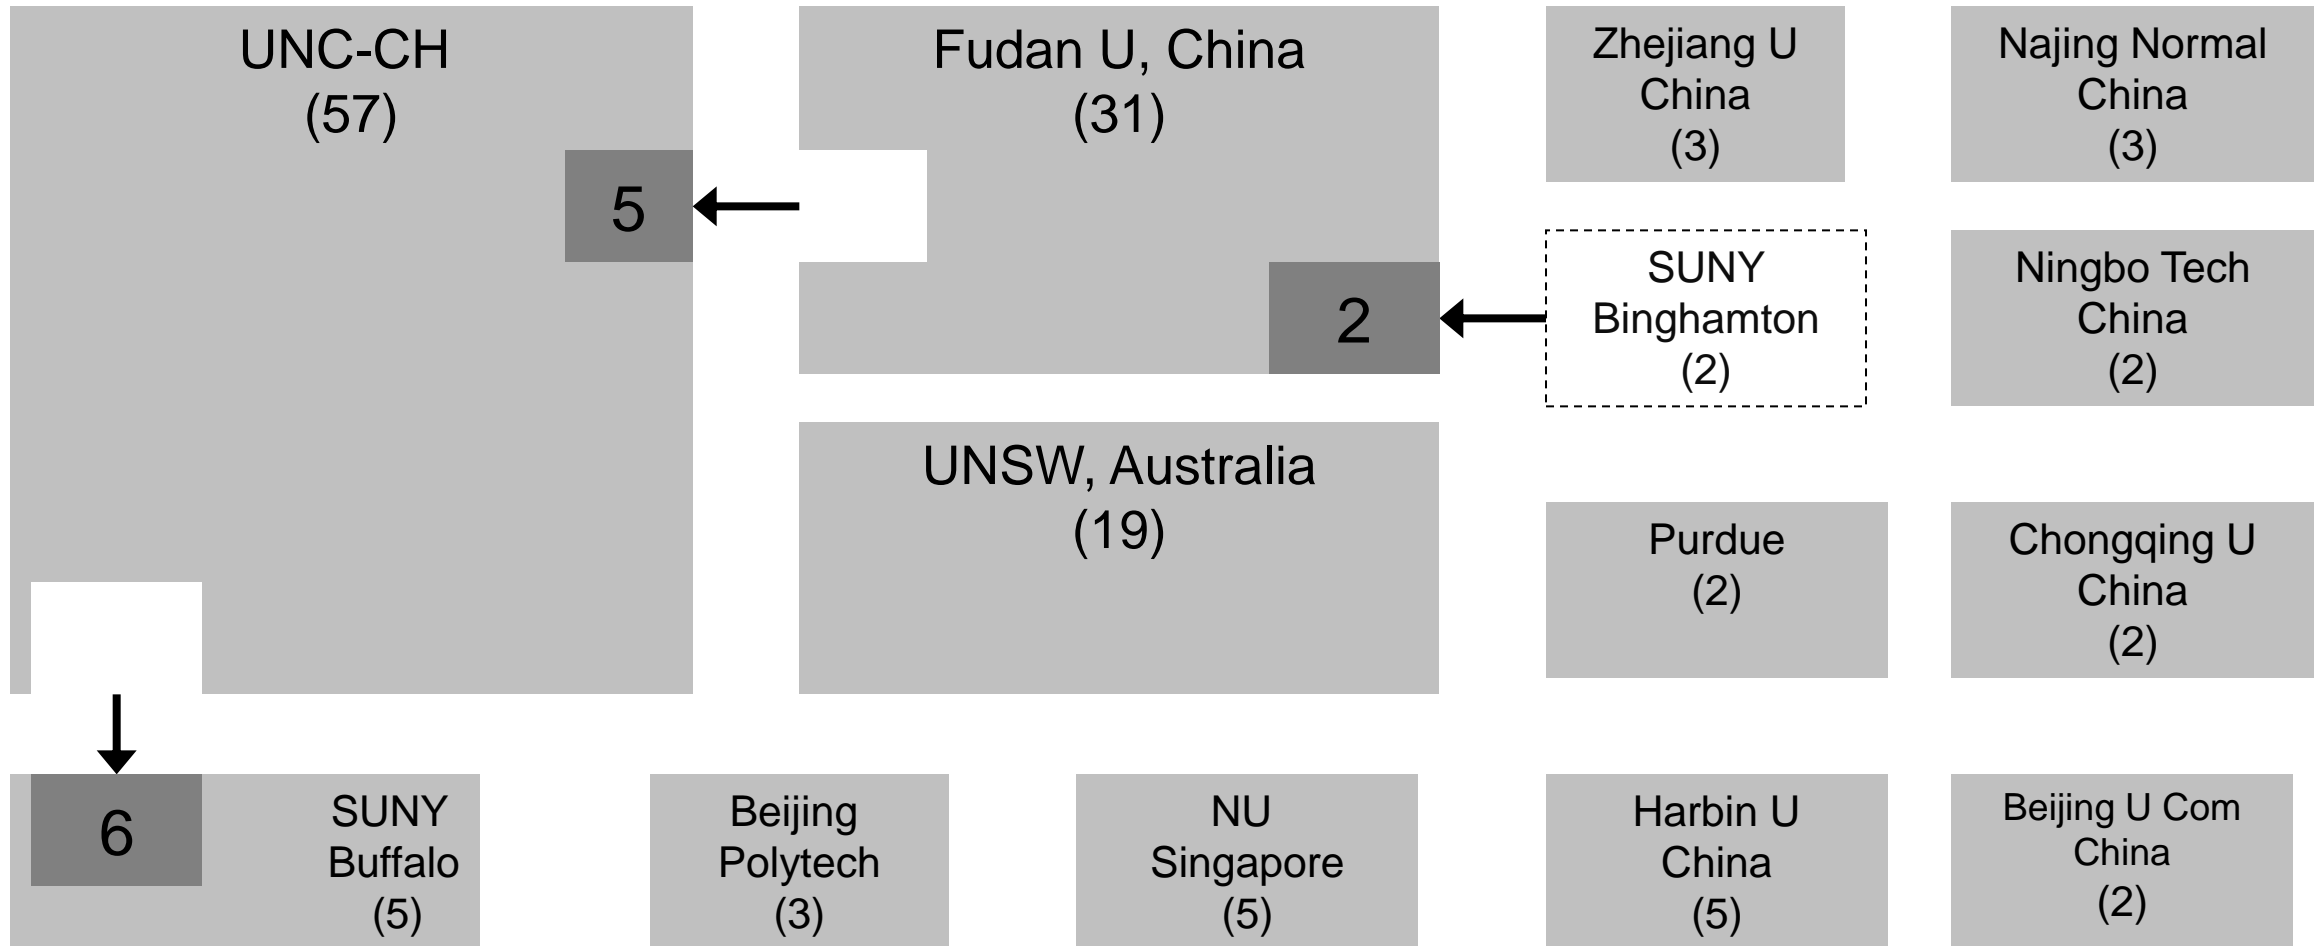 UNC-CH
(57)
5
Fudan U, China
(31)
2
Zhejiang U
China
(3)
Najing Normal
China
(3)
SUNY
Binghamton
(2)
Ningbo Tech
China
(2)
UNSW, Australia
(19)
Purdue
(2)
Chongqing U
China
(2)
6
SUNY
Buffalo
(5)
Beijing
Polytech
(3)
NU
Singapore
(5)
Harbin U
China
(5)
Beijing U Com
China
(2)